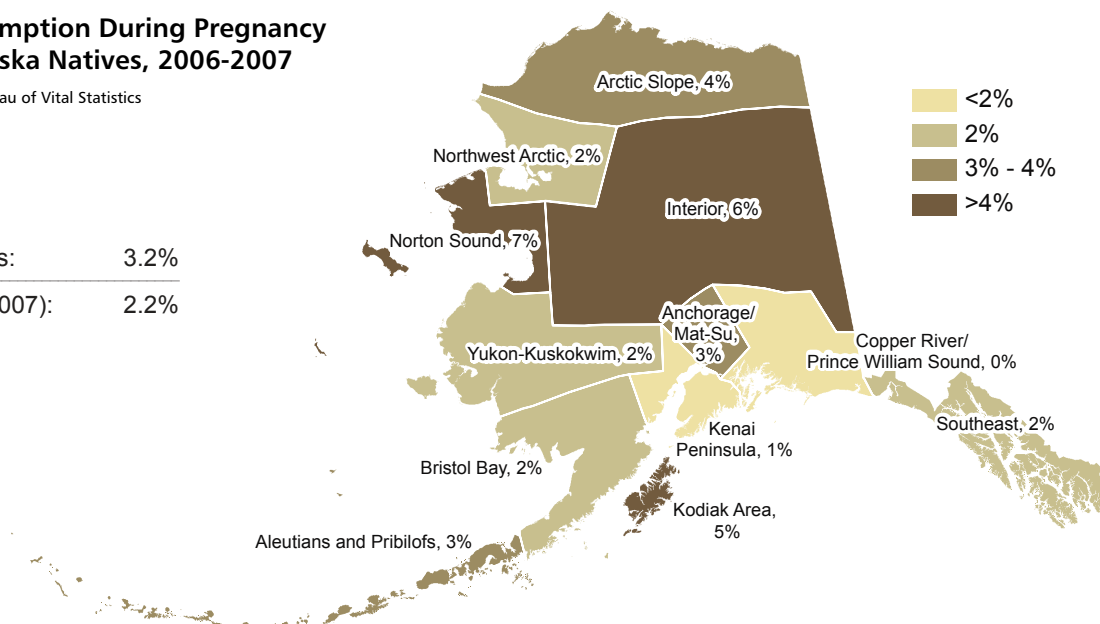 mption During Pregnancy
ska Natives, 2006-2007
au of Vital Statistics
s: 3.2%
007): 2.2%
Arctic Slope, 4%
Northwest Arctic, 2%
Interior, 6%
Norton Sound, 7%
Anchorage/
Mat-Su,
3%
Yukon-Kuskokwim, 2%
Copper River/
Prince William Sound, 0%
Southeast, 2%
Kenai
Peninsula, 1%
Bristol Bay, 2%
Kodiak Area,
5%
Aleutians and Pribilofs, 3%
<2%
2%
3% - 4%
>4%